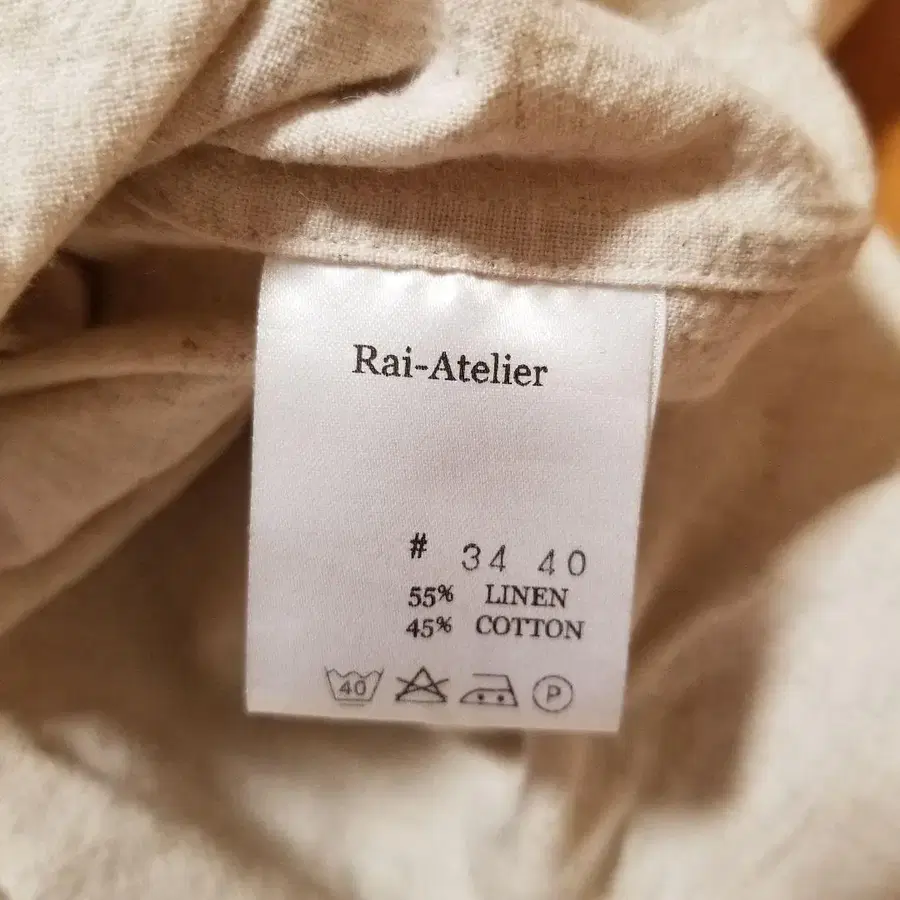 Rai-Atelier
# 34 40
55% LINEN
45% COTTON
40 P